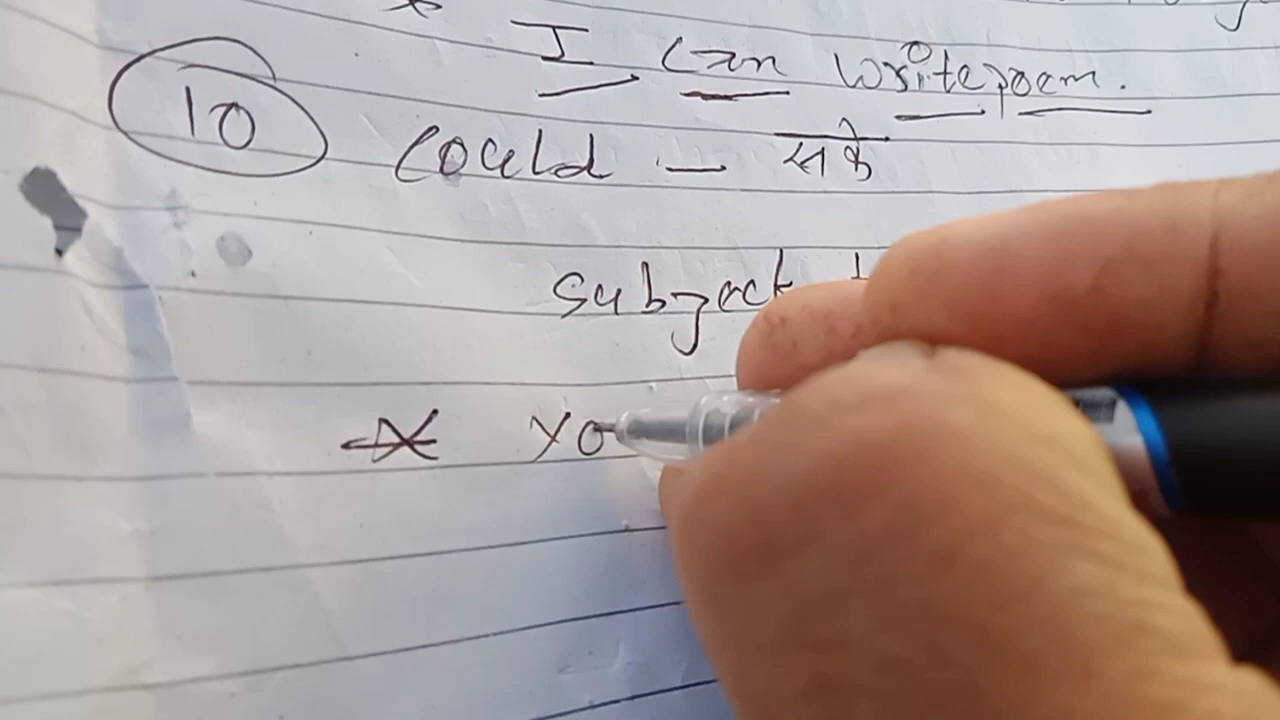 I can write poem.
10 could - सके
subject
* yo